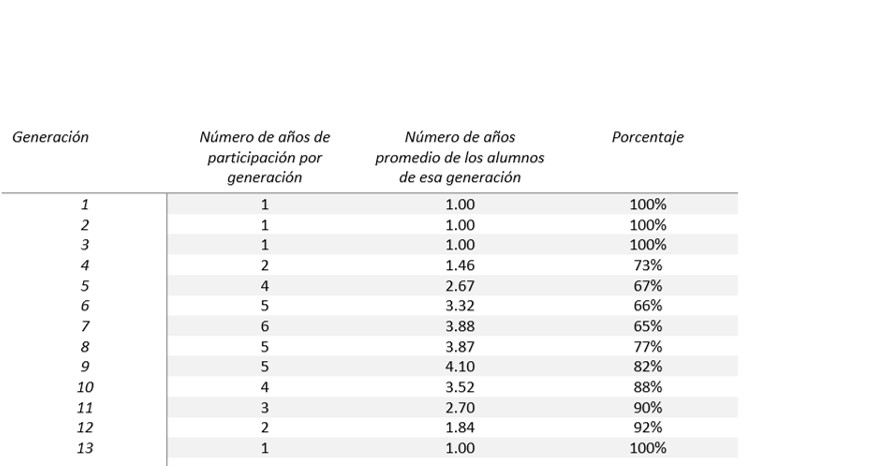 Generación Número de años de participación por generación Número de años promedio de los alumnos de esa generación Porcentaje
1 1 1.00 100%
2 1 1.00 100%
3 1 1.00 100%
4 2 1.46 73%
5 4 2.67 67%
6 5 3.32 66%
7 6 3.88 65%
8 5 3.87 77%
9 5 4.10 82%
10 4 3.52 88%
11 3 2.70 90%
12 2 1.84 92%
13 1 1.00 100%